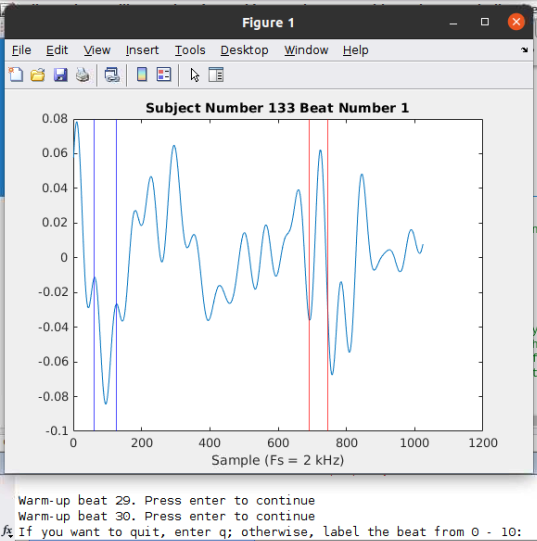 Figure 1
File Edit View Insert Tools Desktop Window Help
Subject Number 133 Beat Number 1
0.08
0.06
0.04
0.02
0
-0.02
-0.04
-0.06
-0.08
-0.1
0 200 400 600 800 1000 1200
Sample (Fs = 2 kHz)
Warm-up beat 29. Press enter to continue
Warm-up beat 30. Press enter to continue
fx If you want to quit, enter q; otherwise, label the beat from 0 - 10: